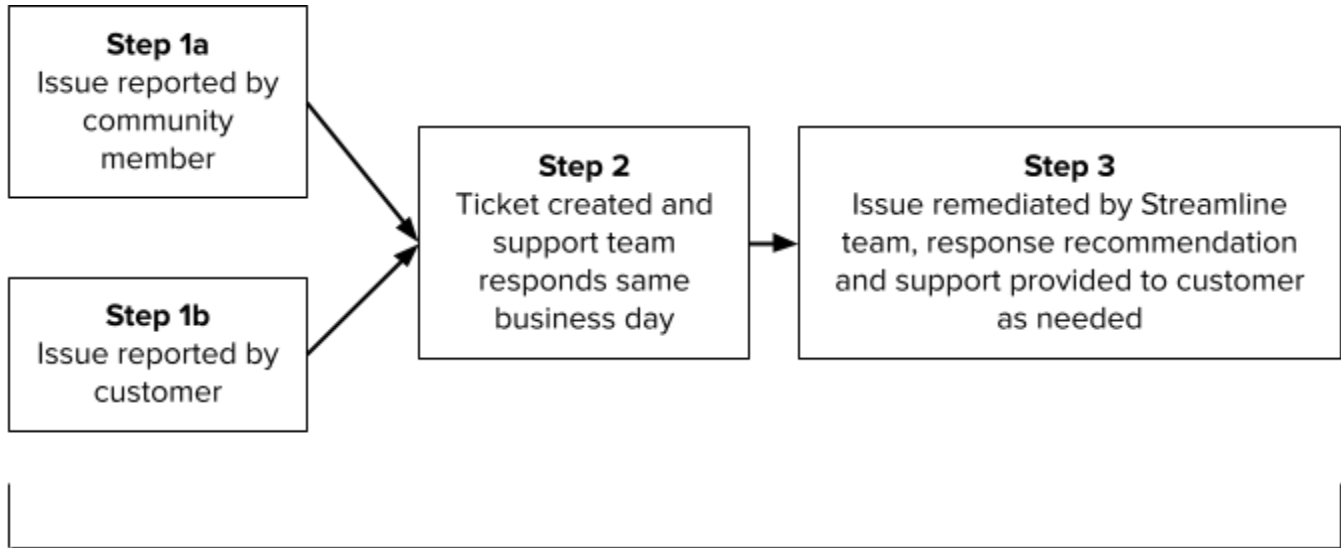 Step 1a
Issue reported by
community
member
Step 1b
Issue reported by
customer
Step 2
Ticket created and
support team
responds same
business day
Step 3
Issue remediated by Streamline
team, response recommendation
and support provided to customer
as needed